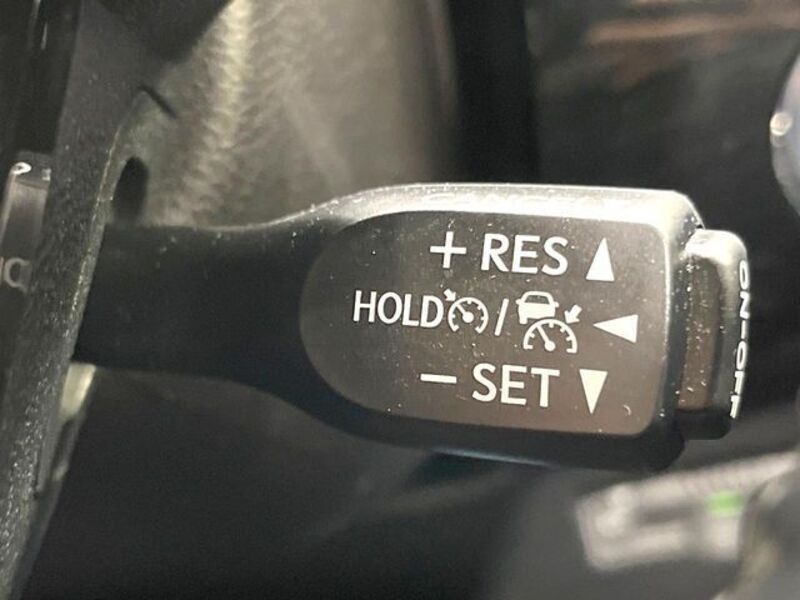 + RES ▲
HOLD / ◀
− SET ▼
ON-OFF